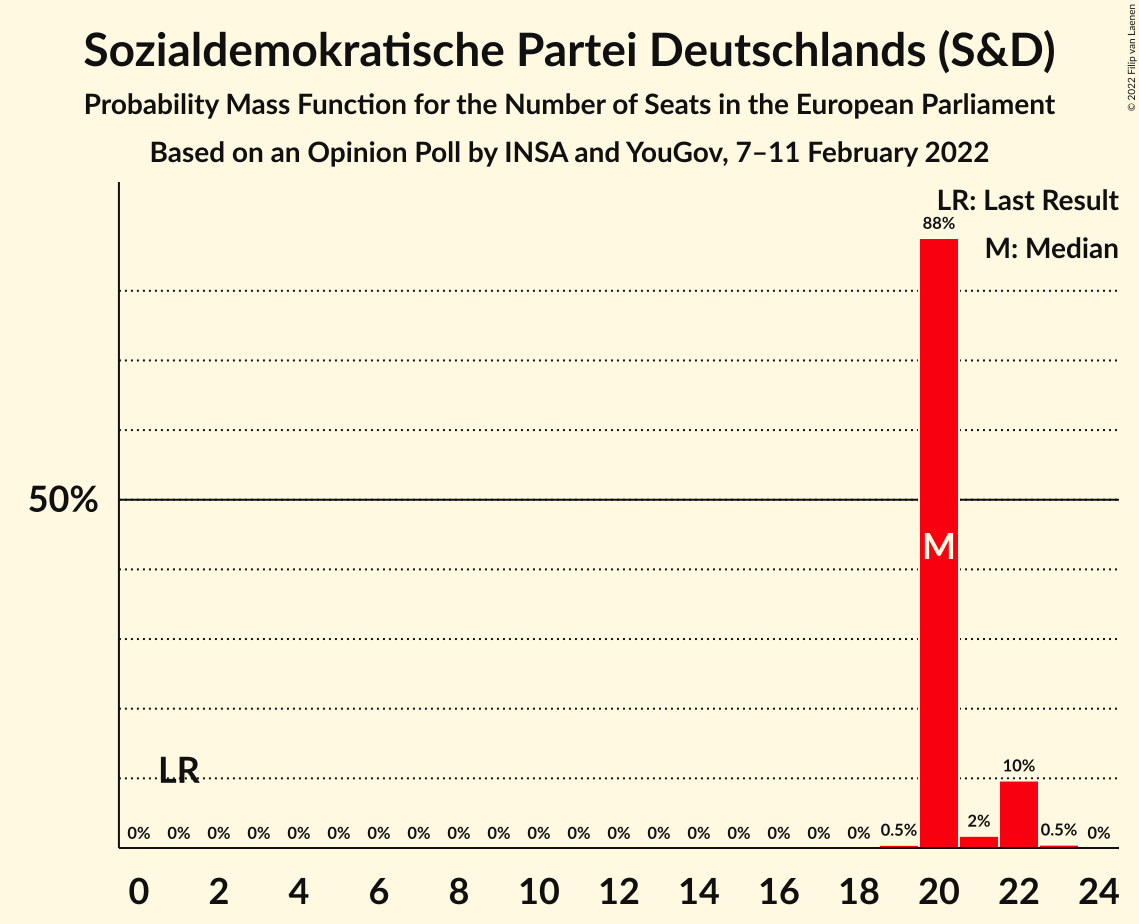 Sozialdemokratische Partei Deutschlands (S&D)
Probability Mass Function for the Number of Seats in the European Parliament
Based on an Opinion Poll by INSA and YouGov, 7–11 February 2022
© 2022 Filip van Laenen
LR: Last Result
M: Median
88%
50%
M
LR
0% 0% 0% 0% 0% 0% 0% 0% 0% 0% 0% 0% 0% 0% 0% 0% 0% 0% 0% 0.5% 2% 10% 0.5% 0%
0 2 4 6 8 10 12 14 16 18 20 22 24